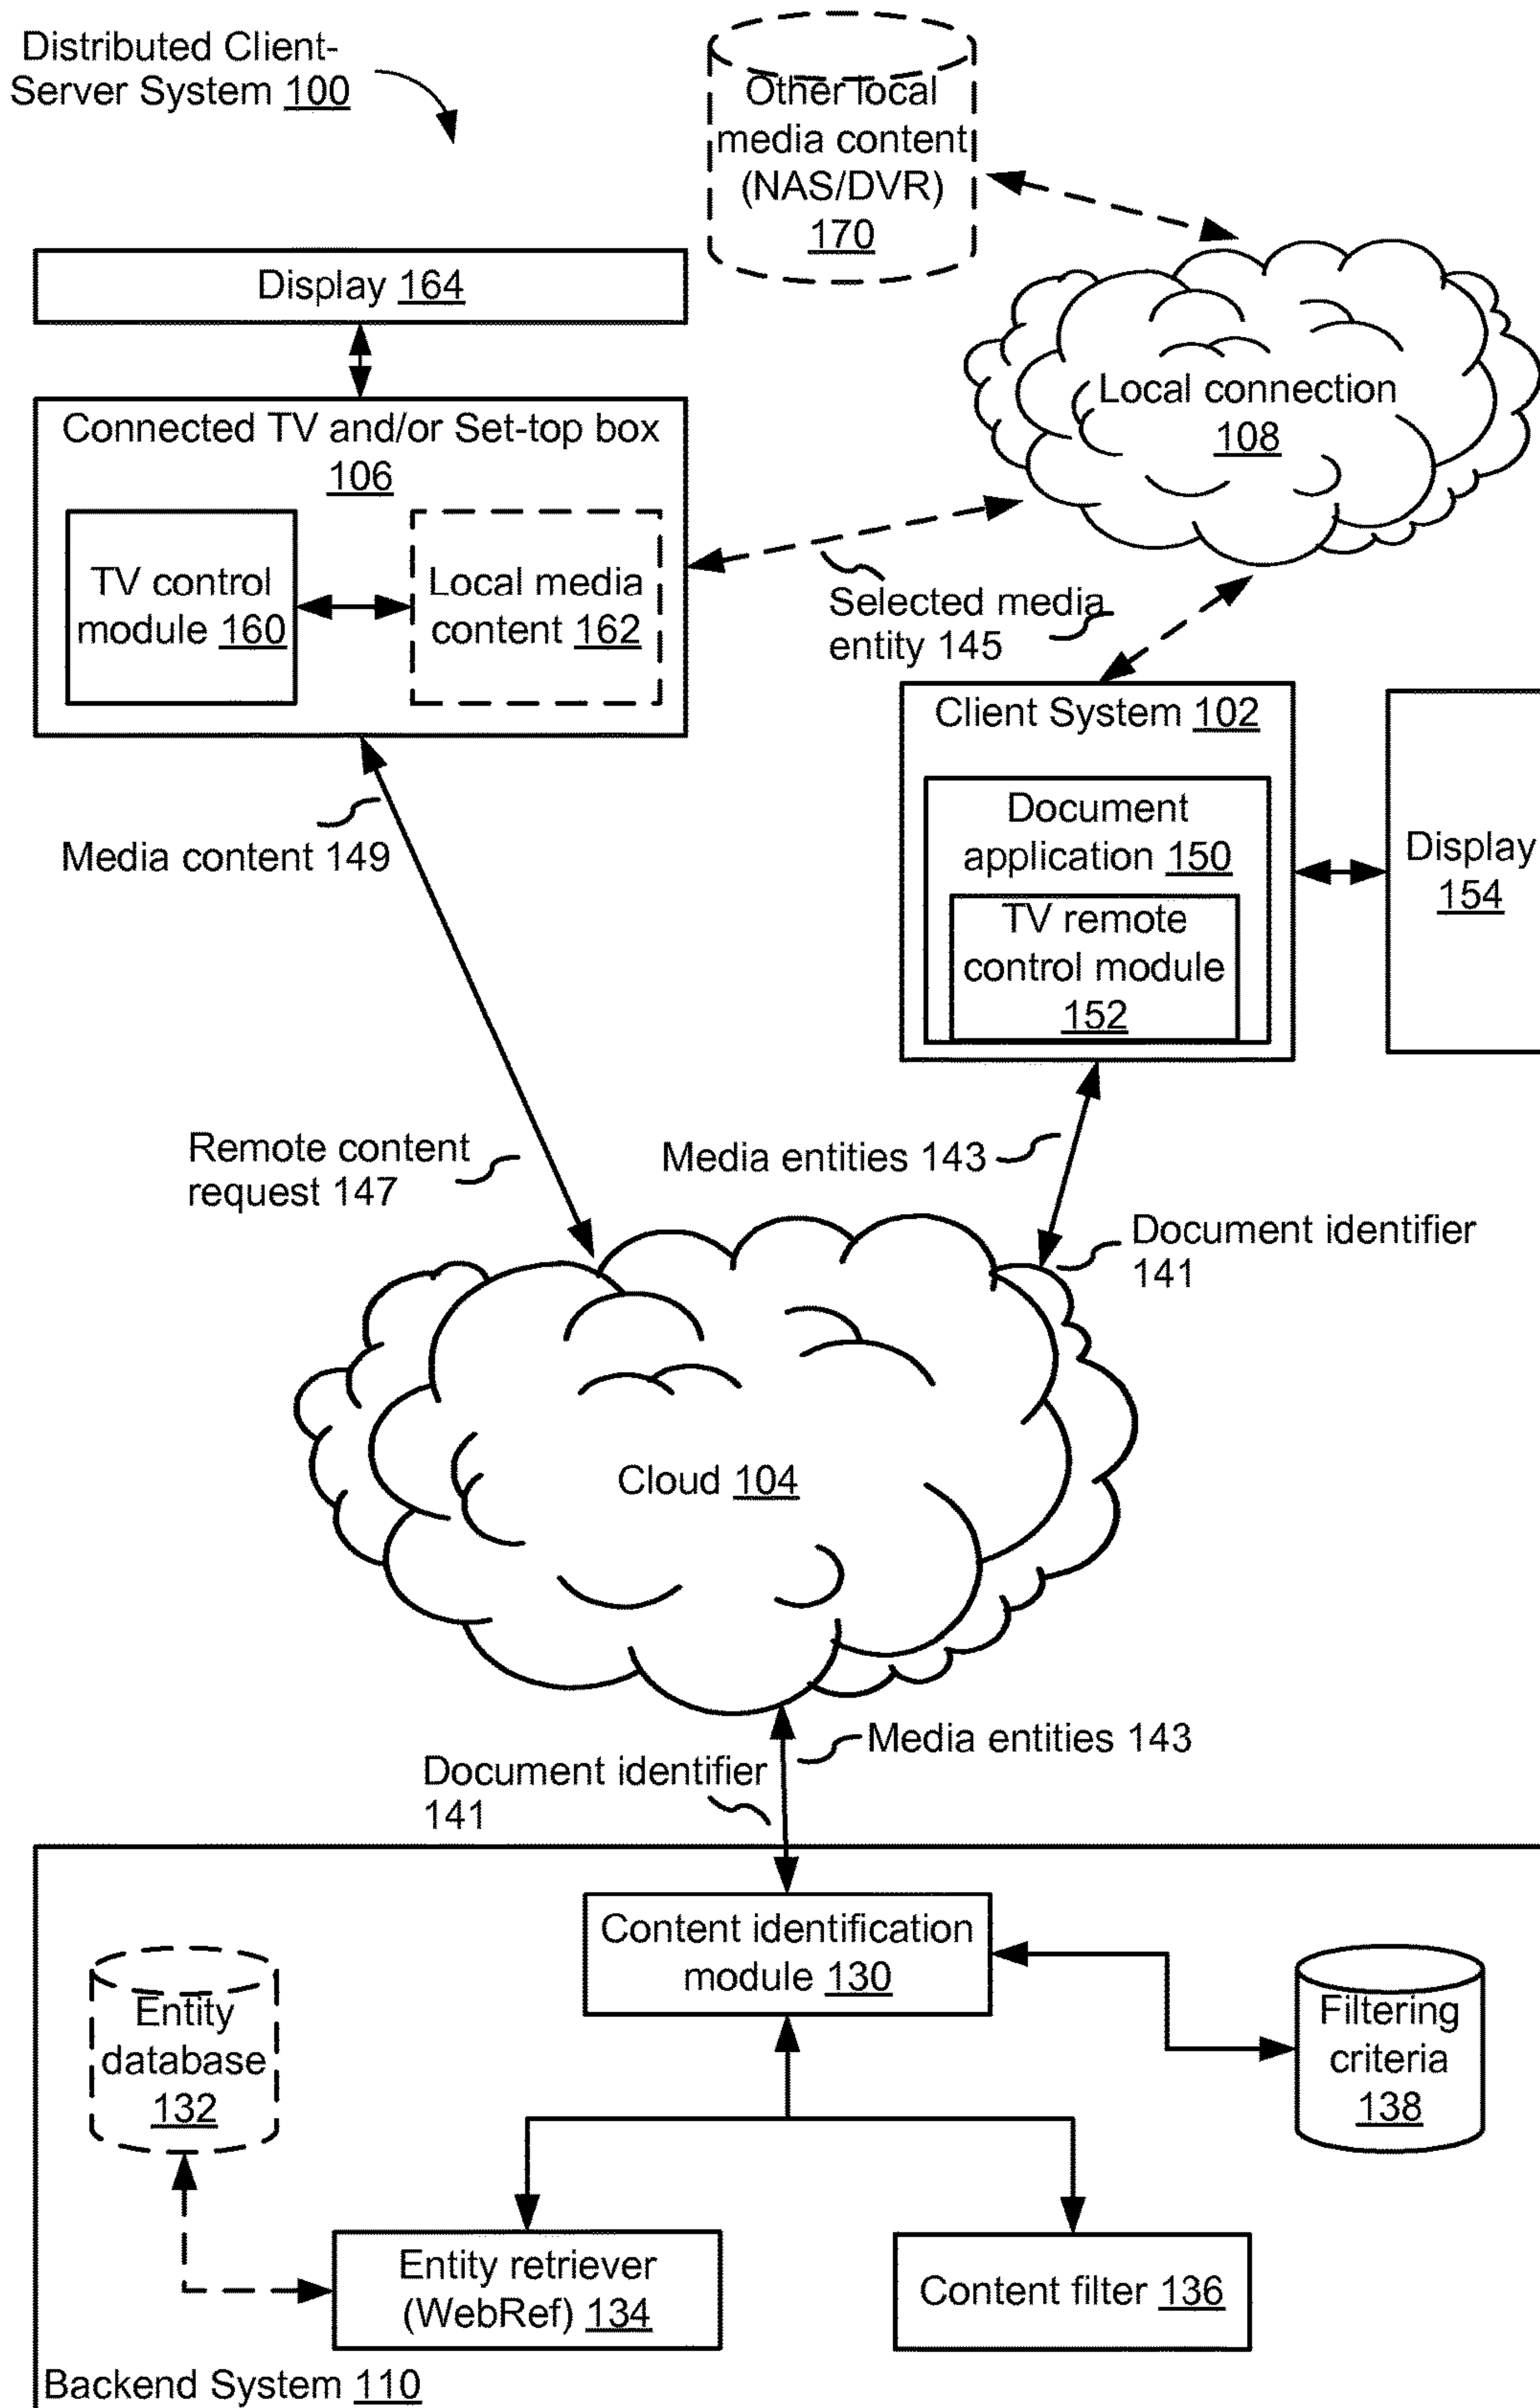 Distributed Client-
Server System 100
Other local
media content
(NAS/DVR)
170
Display 164
Local connection
108
Connected TV and/or Set-top box
106
TV control
module 160
Local media
content 162
Selected media
entity 145
Client System 102
Document
application 150
TV remote
control module
152
Display
154
Media content 149
Remote content
request 147
Media entities 143
Document identifier
141
Cloud 104
Media entities 143
Document identifier
141
Content identification
module 130
Entity
database
132
Filtering
criteria
138
Entity retriever
(WebRef) 134
Content filter 136
Backend System 110